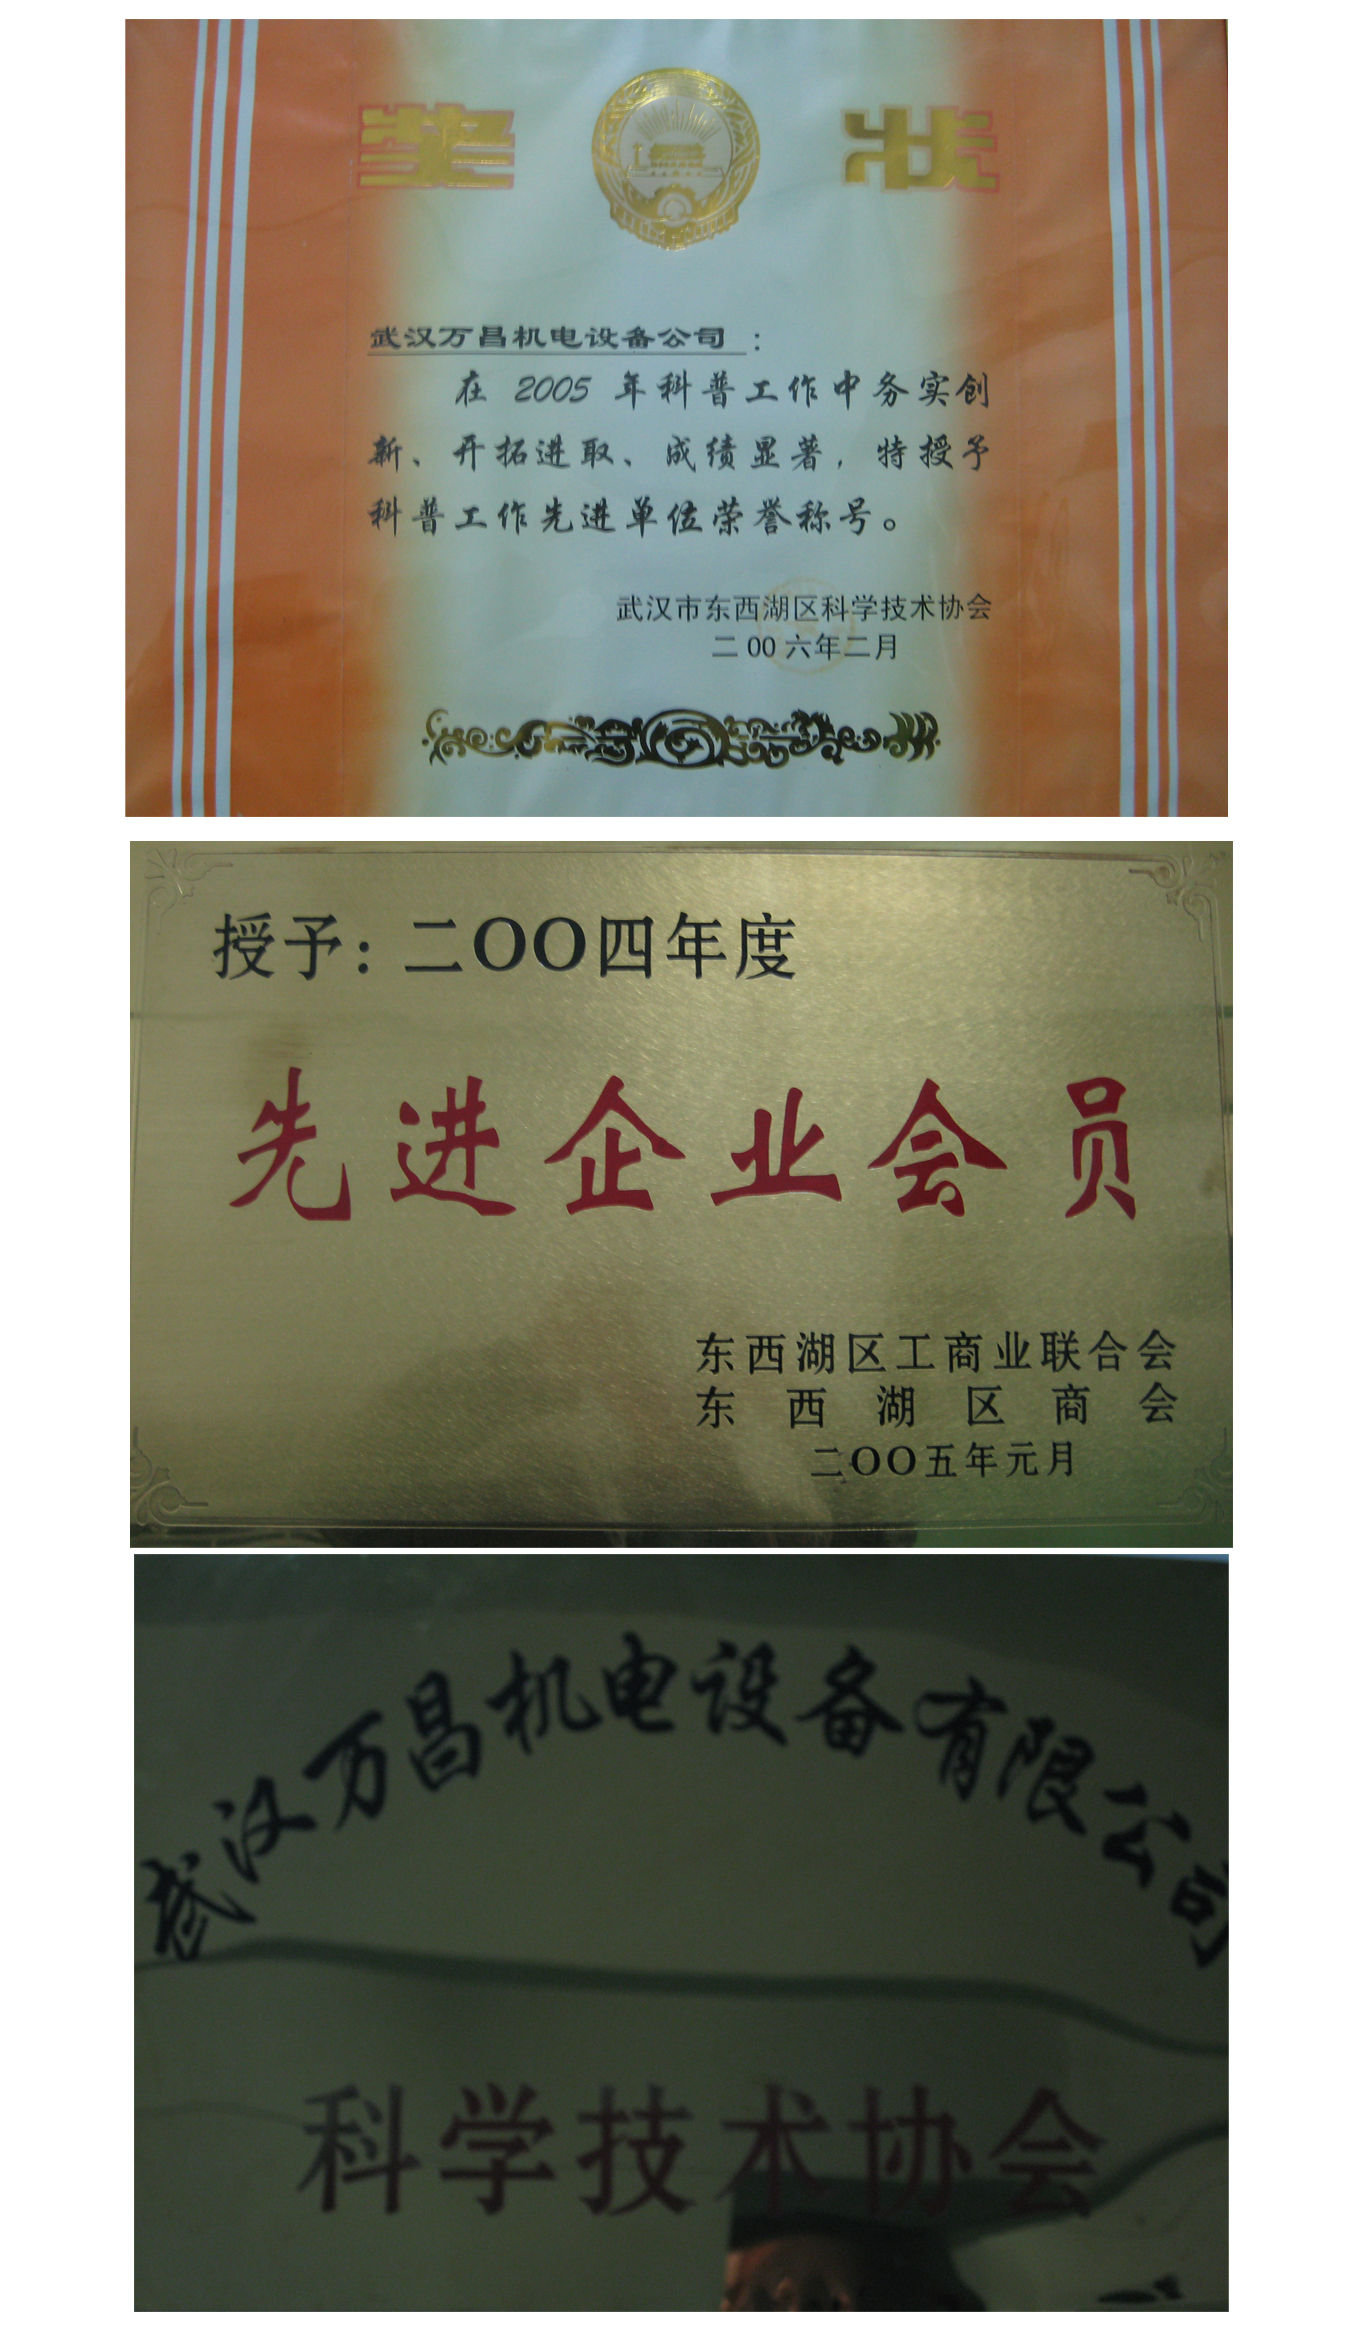 奖 状
武汉万昌机电设备公司：
在 2005 年科普工作中务实创
新、开拓进取、成绩显著，特授予
科普工作先进单位荣誉称号。
武汉市东西湖区科学技术协会
二00六年二月
授予：二〇〇四年度
先进企业会员
东西湖区工商业联合会
东西湖区商会
二〇〇五年元月
武汉万昌机电设备有限公司
科学技术协会